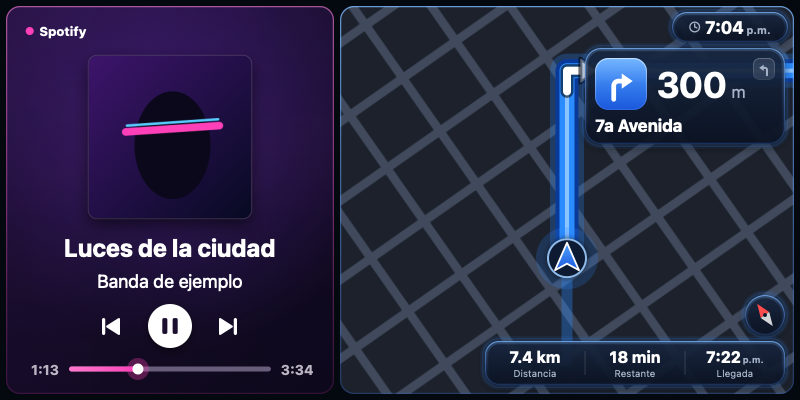 Spotify
Luces de la ciudad
Banda de ejemplo
1:13
3:34
7:04 p.m.
300 m
7a Avenida
7.4 km
Distancia
18 min
Restante
7:22 p.m.
Llegada